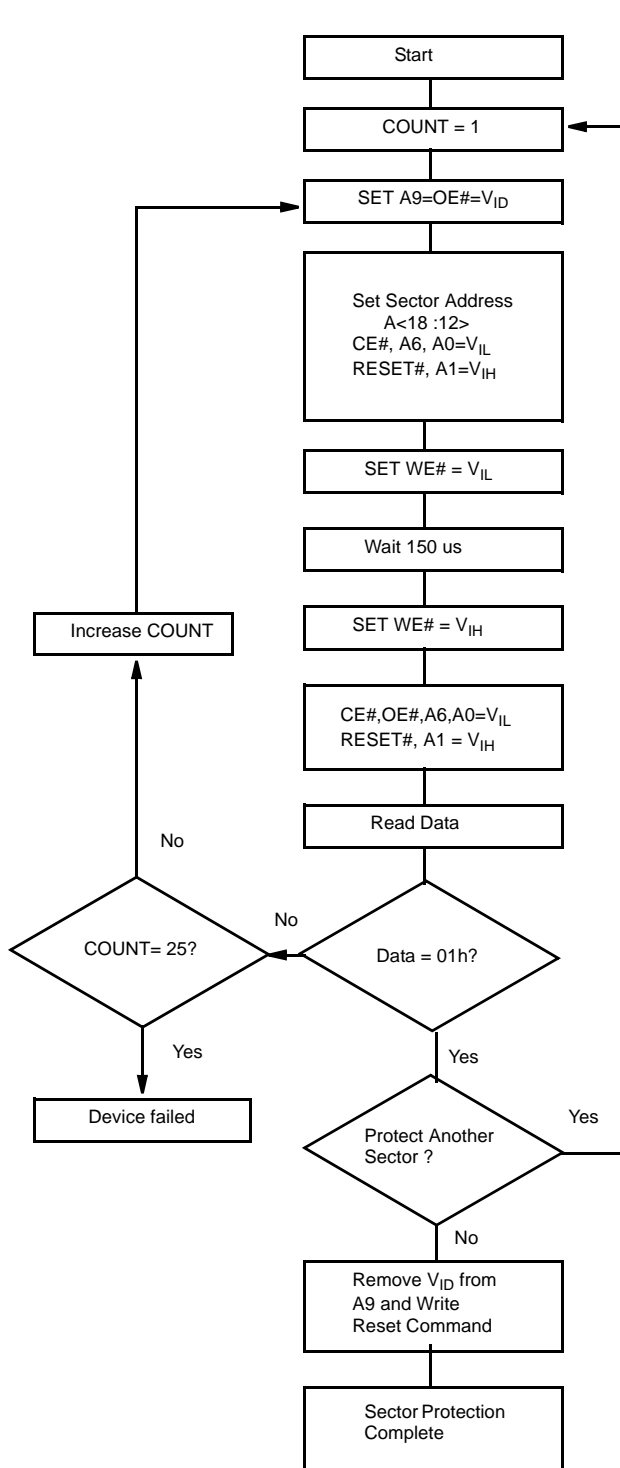 Start
COUNT = 1
SET A9=OE#=VID
Set Sector Address
A<18 :12>
CE#, A6, A0=VIL
RESET#, A1=VIH
SET WE# = VIL
Wait 150 us
SET WE# = VIH
Increase COUNT
CE#,OE#,A6,A0=VIL
RESET#, A1 = VIH
Read Data
No
No
COUNT= 25?
Data = 01h?
Yes
Yes
Device failed
Protect Another
Sector ?
Yes
No
Remove VID from
A9 and Write
Reset Command
Sector Protection
Complete